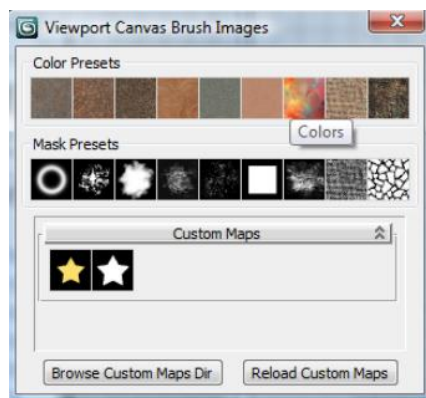 Viewport Canvas Brush Images
Color Presets
Colors
Mask Presets
Custom Maps
Browse Custom Maps Dir
Reload Custom Maps